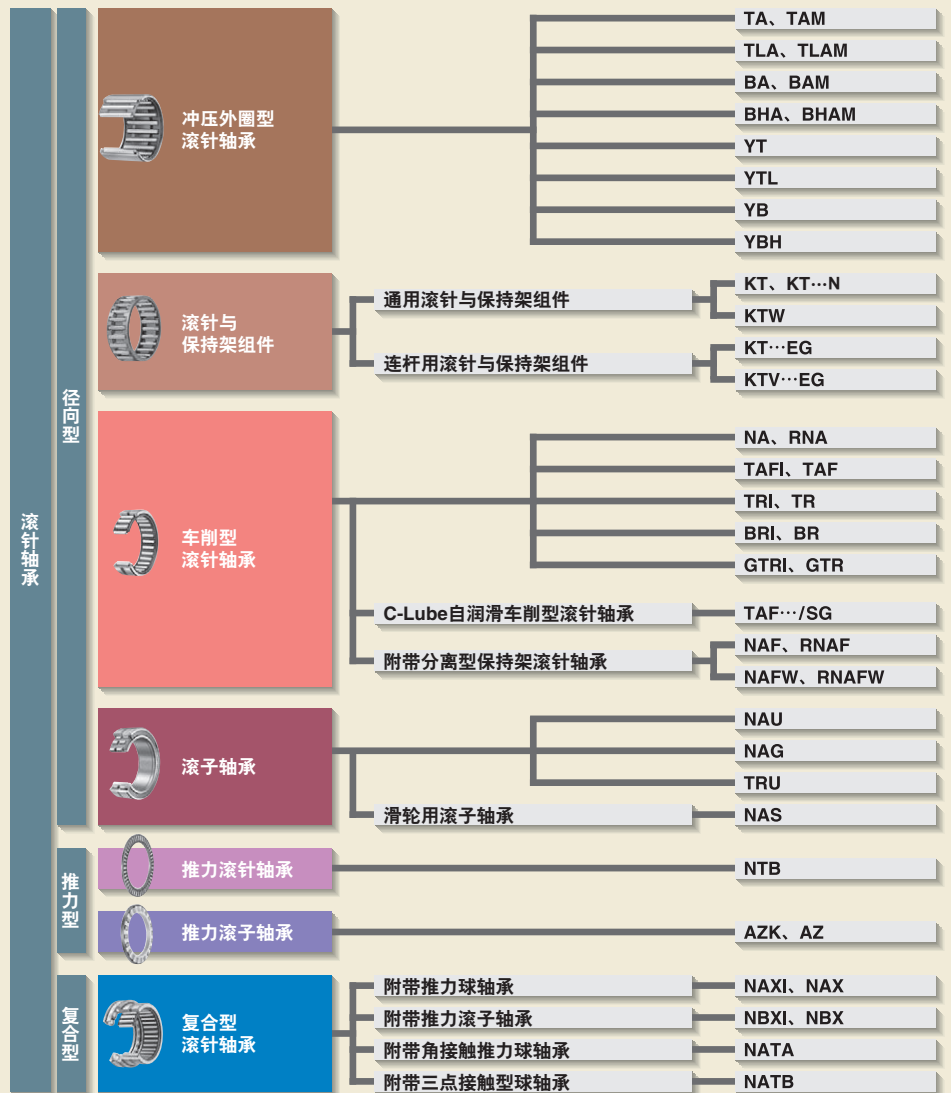 滚针轴承
径向型
冲压外圈型
滚针轴承
TA、TAM
TLA、TLAM
BA、BAM
BHA、BHAM
YT
YTL
YB
YBH
滚针与
保持架组件
通用滚针与保持架组件
KT、KT…N
KTW
连杆用滚针与保持架组件
KT…EG
KTV…EG
车削型
滚针轴承
NA、RNA
TAFI、TAF
TRI、TR
BRI、BR
GTRI、GTR
C-Lube自润滑车削型滚针轴承
TAF…/SG
附带分离型保持架滚针轴承
NAF、RNAF
NAFW、RNAFW
滚子轴承
NAU
NAG
TRU
滑轮用滚子轴承
NAS
推力型
推力滚针轴承
NTB
推力滚子轴承
AZK、AZ
复合型
复合型
滚针轴承
附带推力球轴承
NAXI、NAX
附带推力滚子轴承
NBXI、NBX
附带角接触推力球轴承
NATA
附带三点接触型球轴承
NATB